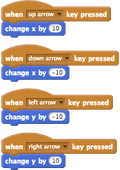 when up arrow key pressed
change x by 10
when down arrow key pressed
change x by -10
when left arrow key pressed
change y by -10
when right arrow key pressed
change y by 10